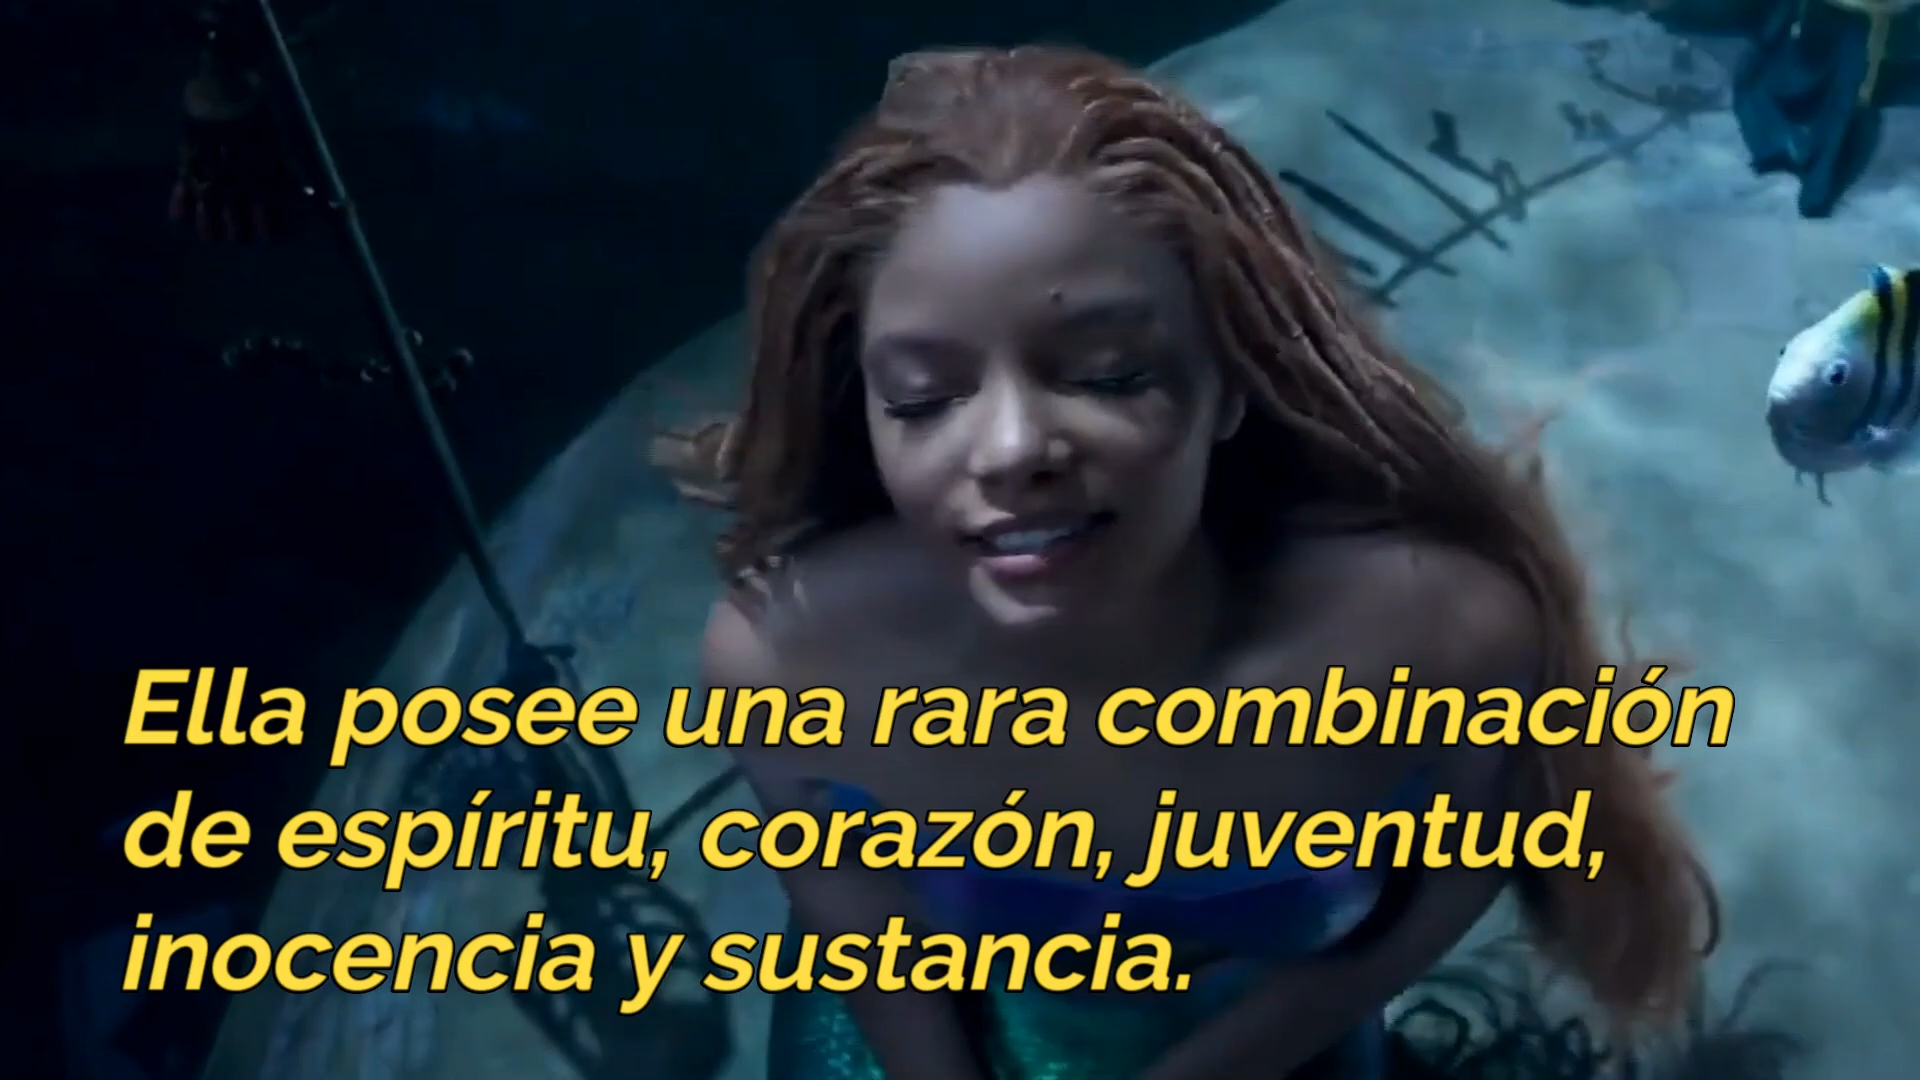 Ella posee una rara combinación
de espíritu, corazón, juventud,
inocencia y sustancia.